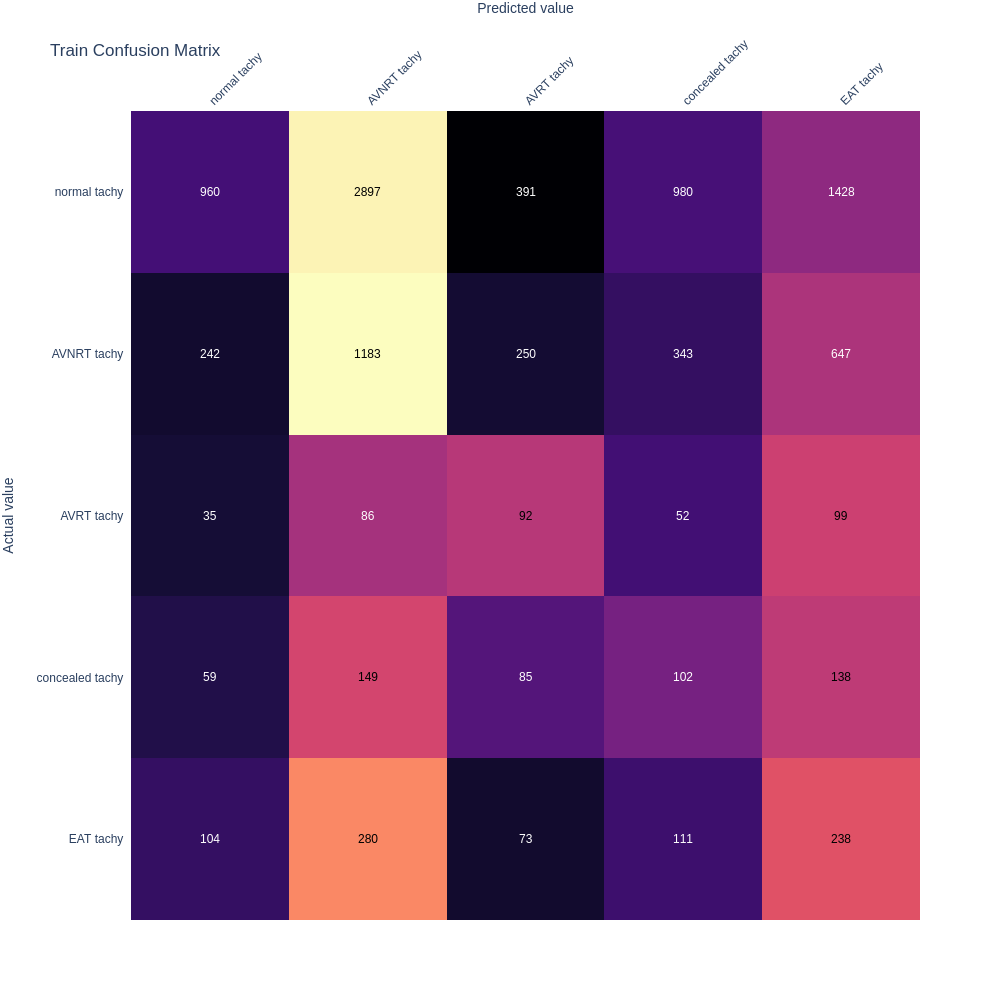 Predicted value
Train Confusion Matrix
normal tachy AVNRT tachy AVRT tachy concealed tachy EAT tachy
normal tachy 960 2897 391 980 1428
AVNRT tachy 242 1183 250 343 647
Actual value
AVRT tachy 35 86 92 52 99
concealed tachy 59 149 85 102 138
EAT tachy 104 280 73 111 238